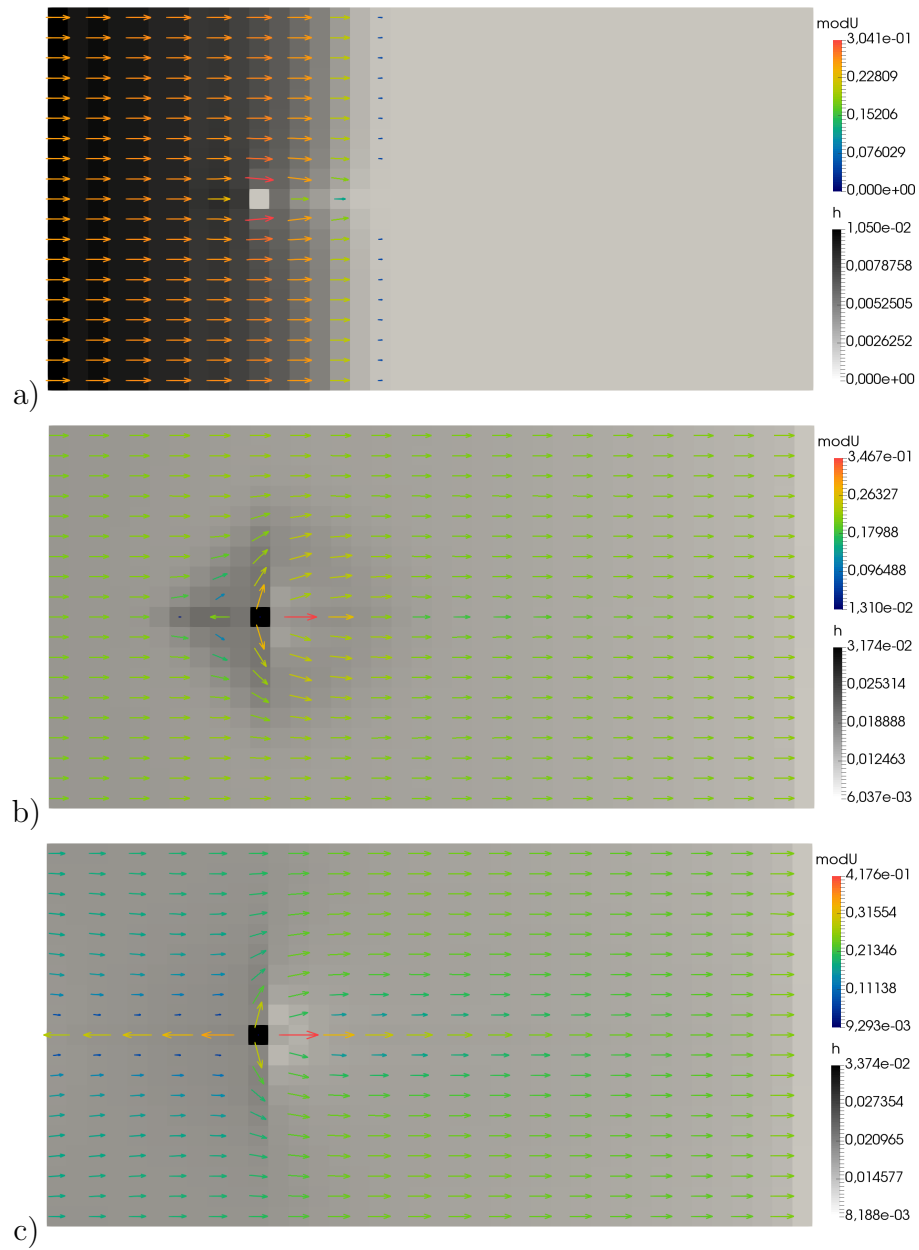 modU
3,041e-01
0,22809
0,15206
0,076029
0,000e+00
h
1,050e-02
0,0078758
0,0052505
0,0026252
0,000e+00
a)
modU
3,467e-01
0,26327
0,17988
0,096488
1,310e-02
h
3,174e-02
0,025314
0,018888
0,012463
6,037e-03
b)
modU
4,176e-01
0,31554
0,21346
0,11138
9,293e-03
h
3,374e-02
0,027354
0,020965
0,014577
8,188e-03
c)